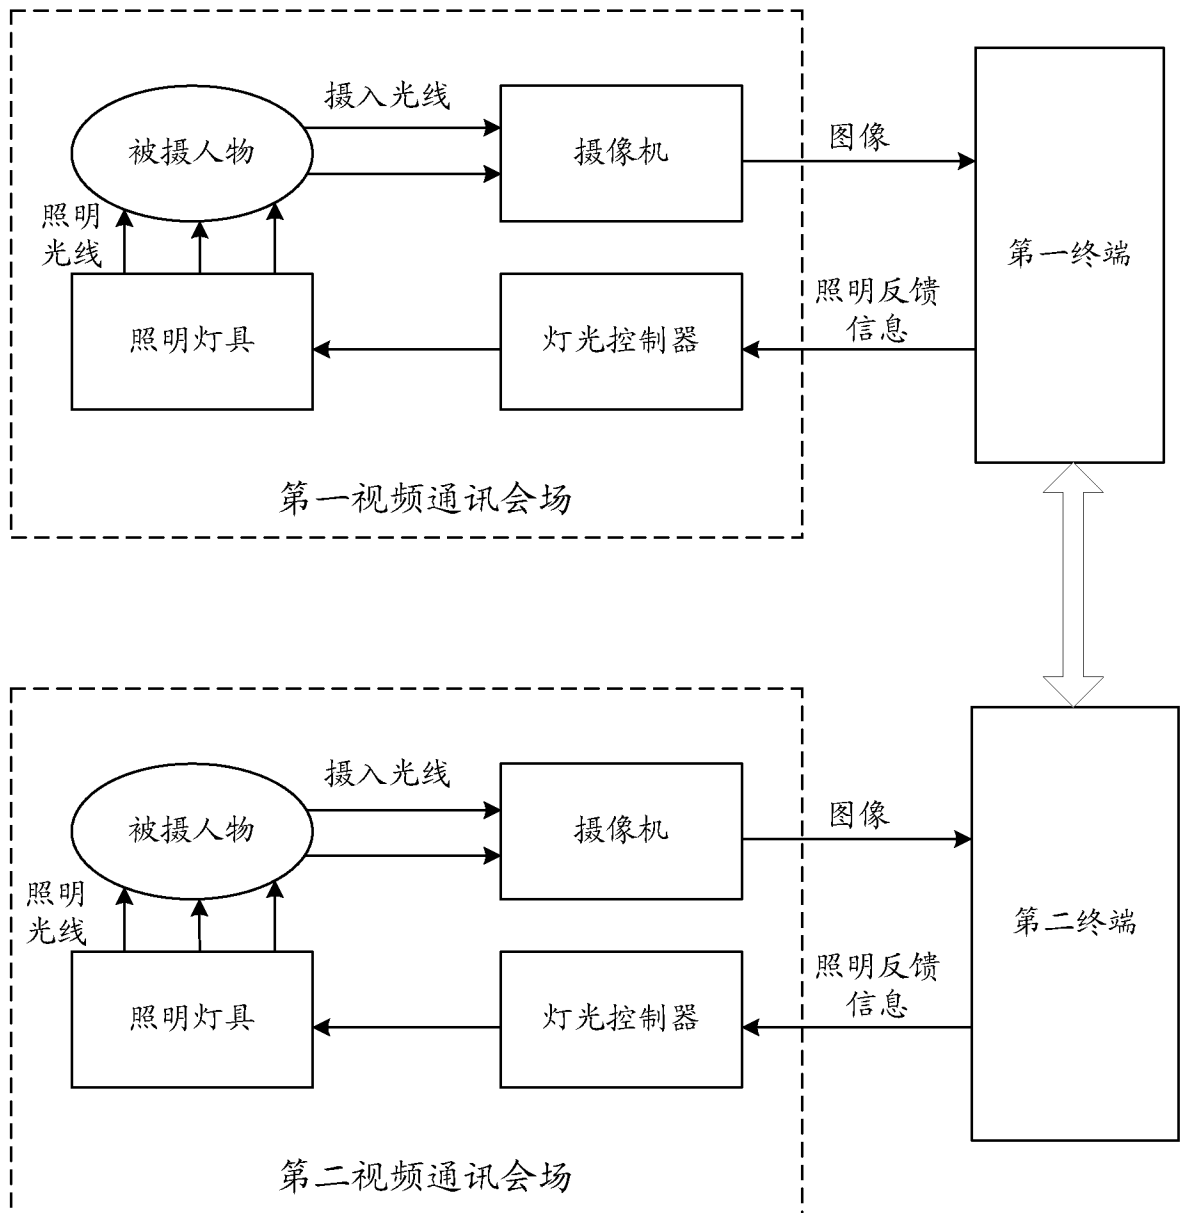 摄入光线
被摄人物
摄像机
图像
照明
光线
第一终端
照明反馈
信息
照明灯具
灯光控制器
第一视频通讯会场
摄入光线
被摄人物
摄像机
图像
照明
光线
第二终端
照明反馈
信息
照明灯具
灯光控制器
第二视频通讯会场